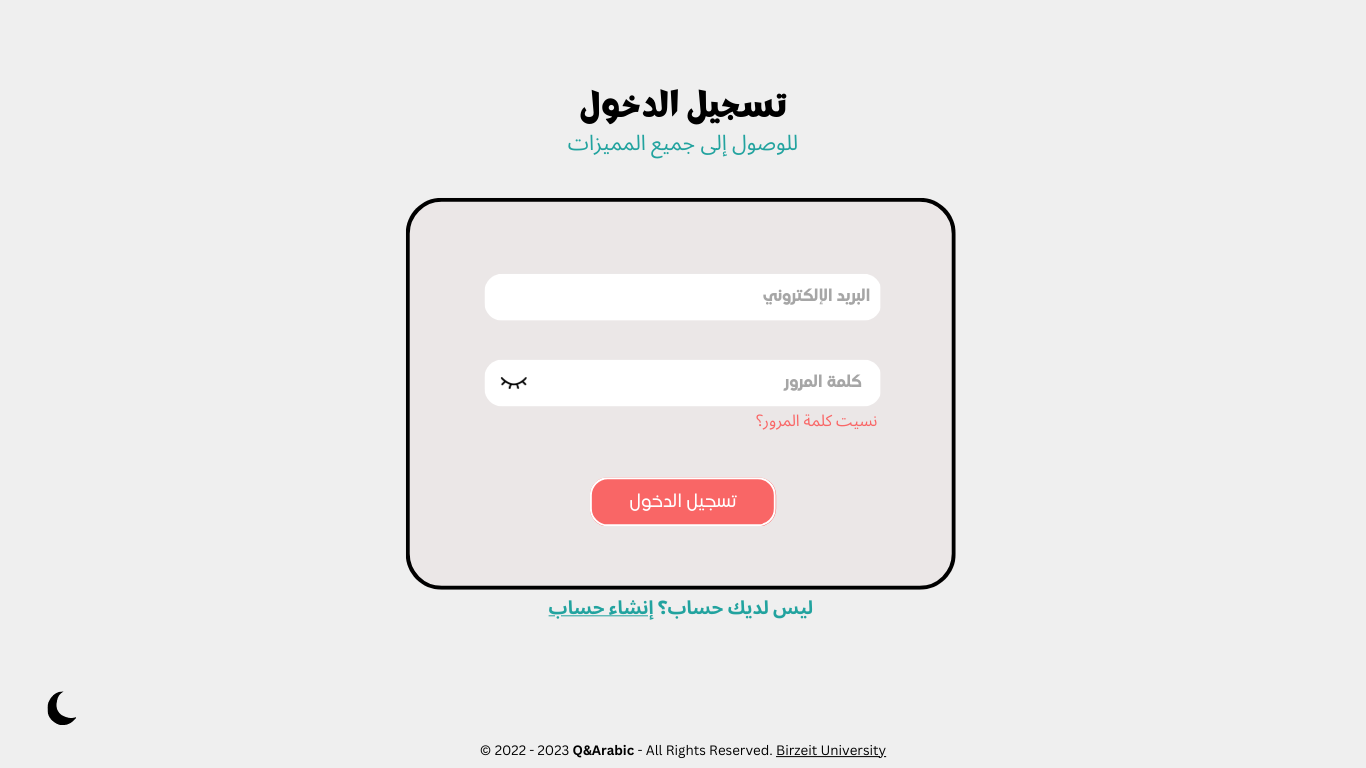 تسجيل الدخول
للوصول إلى جميع المميزات
البريد الإلكتروني
كلمة المرور
نسيت كلمة المرور؟
تسجيل الدخول
ليس لديك حساب؟ إنشاء حساب
© 2022 - 2023 Q&Arabic - All Rights Reserved. Birzeit University